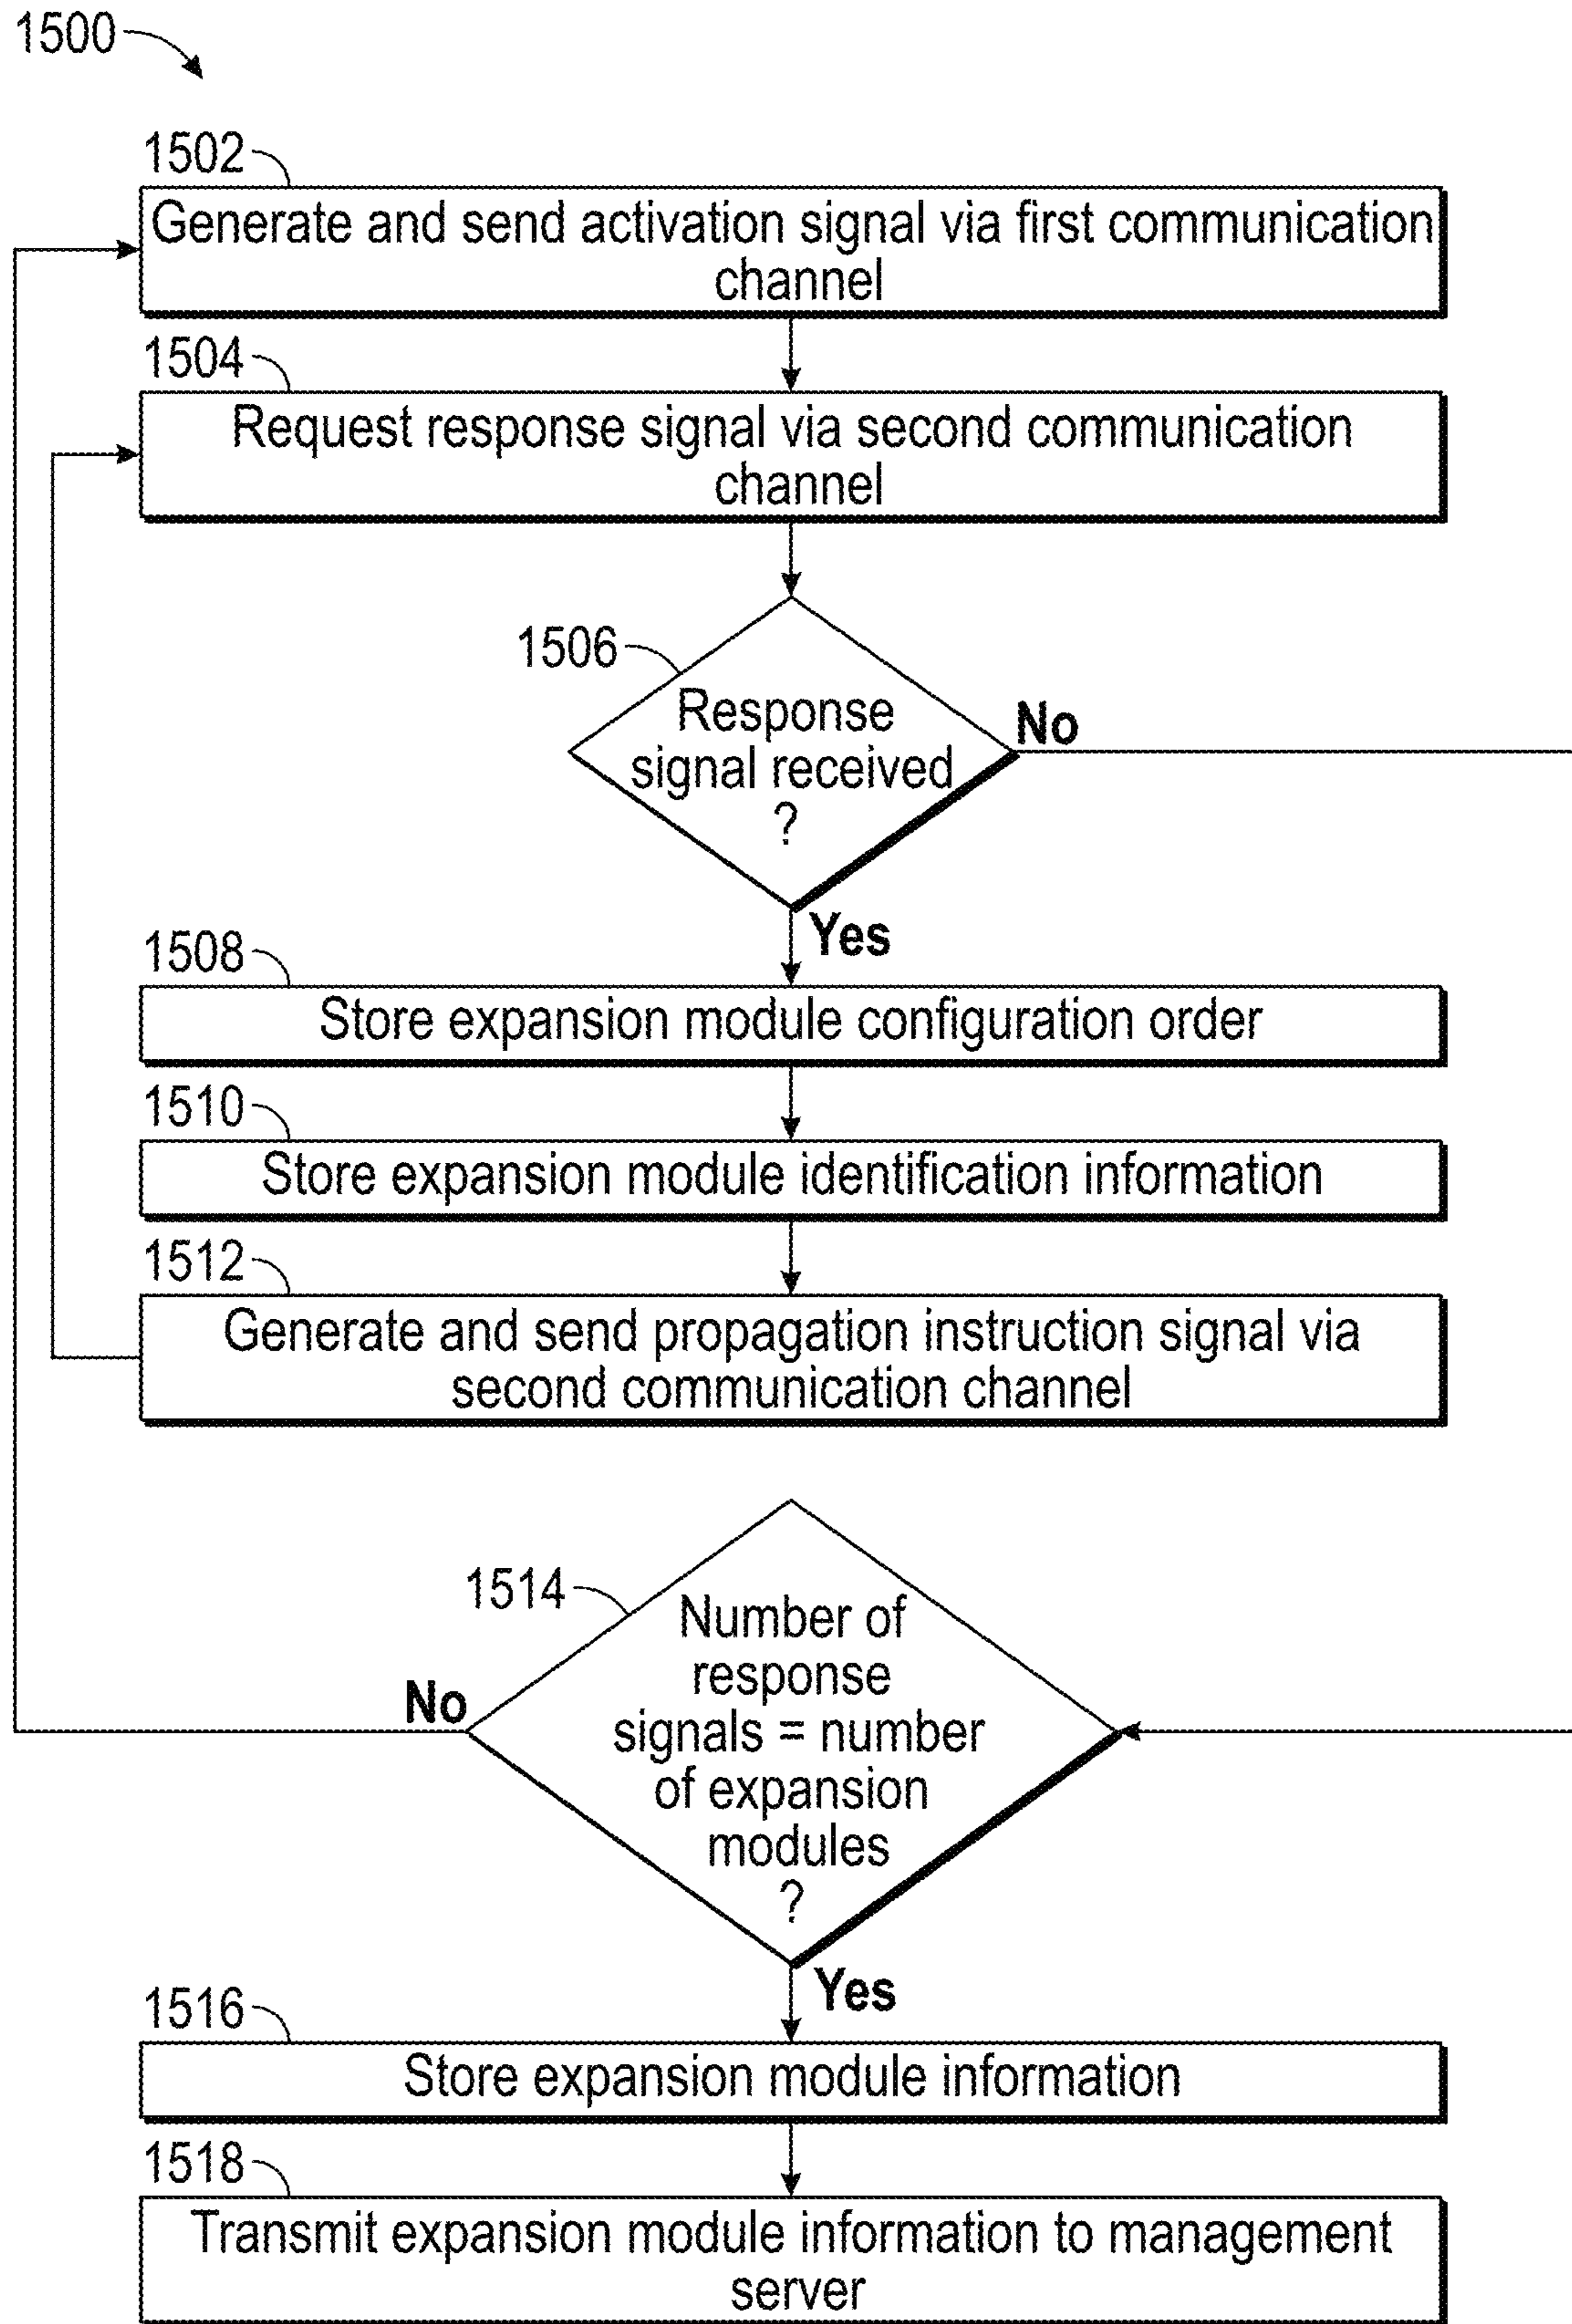 1500
1502
Generate and send activation signal via first communication
channel
1504
Request response signal via second communication
channel
1506
Response
signal received
?
No
Yes
1508
Store expansion module configuration order
1510
Store expansion module identification information
1512
Generate and send propagation instruction signal via
second communication channel
1514
Number of
response
signals = number
of expansion
modules
?
No
Yes
1516
Store expansion module information
1518
Transmit expansion module information to management
server